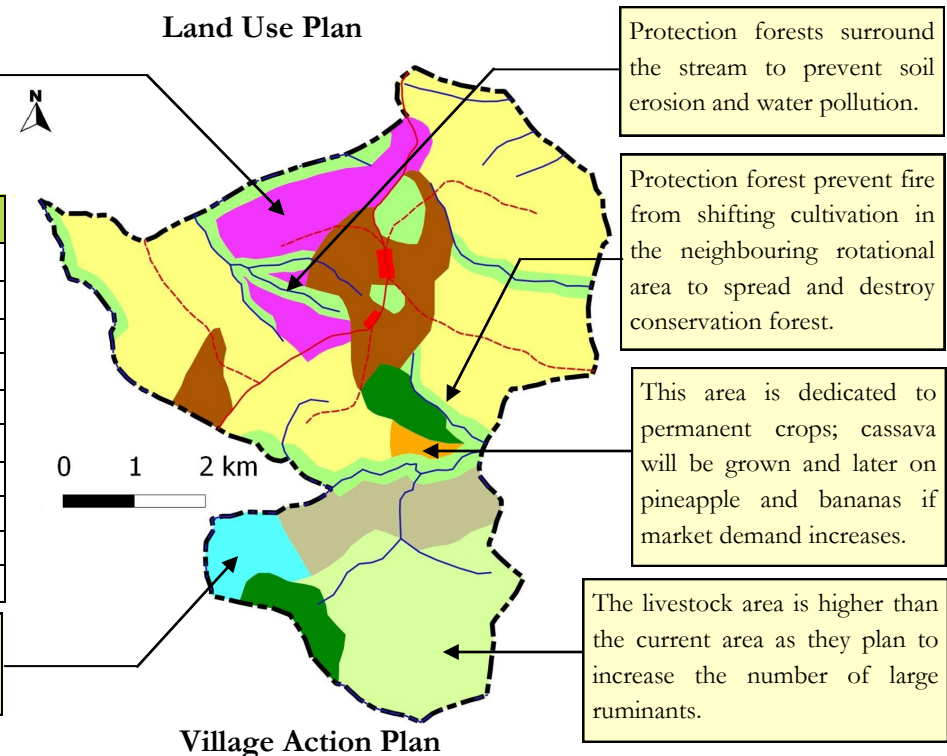 Land Use Plan
Protection forests surround
the stream to prevent soil
erosion and water pollution.
N
Protection forest prevent fire
from shifting cultivation in
the neighbouring rotational
area to spread and destroy
conservation forest.
This area is dedicated to
permanent crops; cassava
will be grown and later on
pineapple and bananas if
market demand increases.
0 1 2 km
The livestock area is higher than
the current area as they plan to
increase the number of large
ruminants.
Village Action Plan